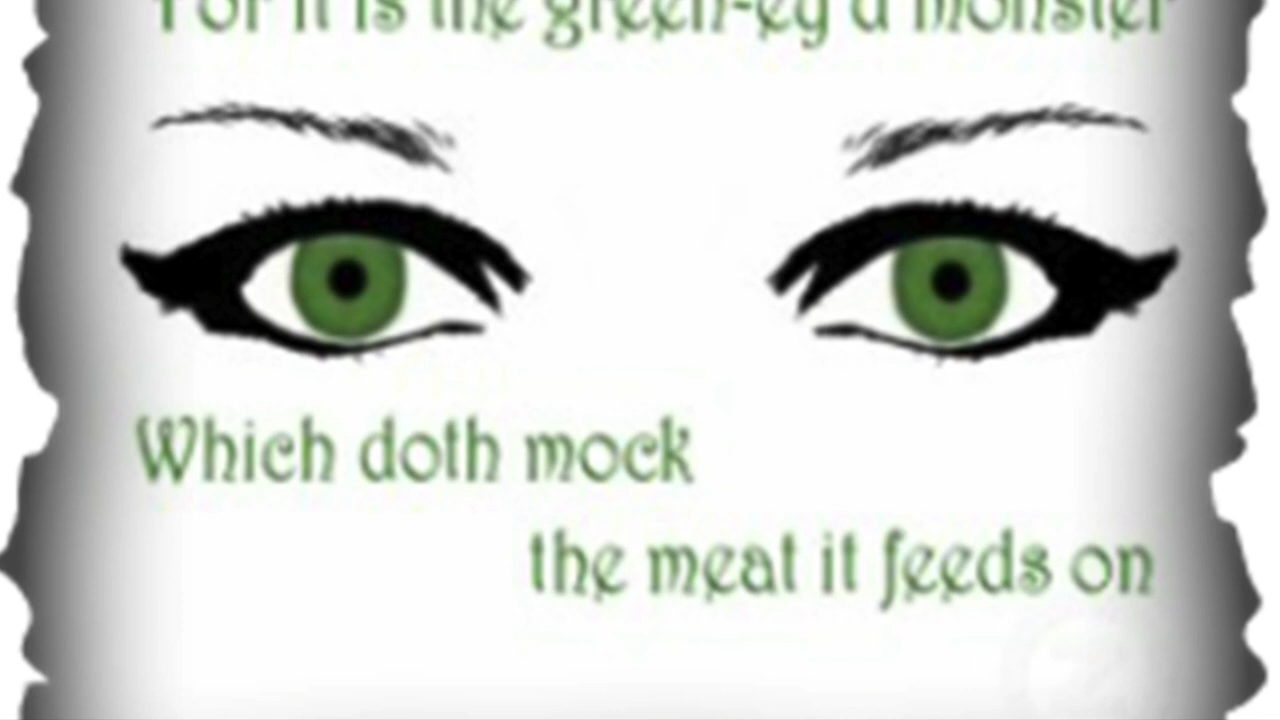 For it is the green-ey'd monster
Which doth mock
the meat it feeds on